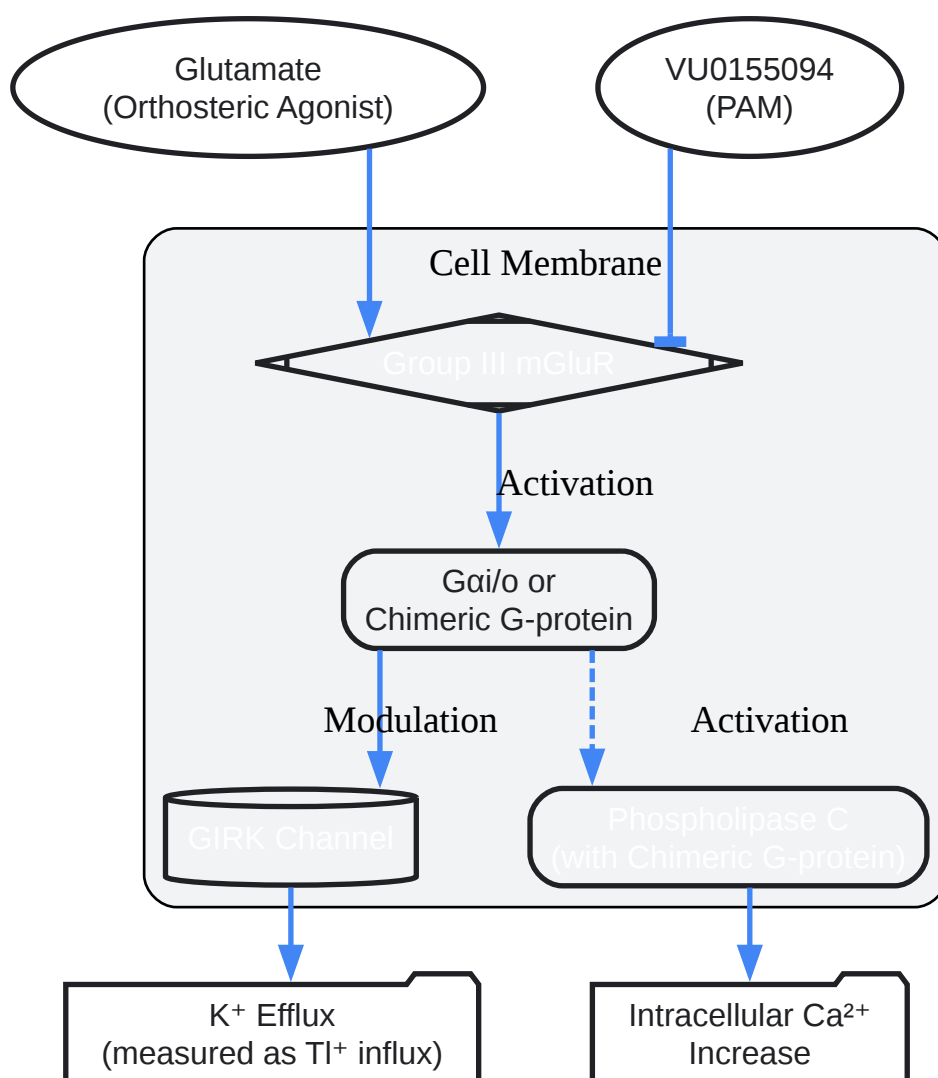 Glutamate
(Orthosteric Agonist)
VU0155094
(PAM)
Cell Membrane
Group III mGluR
Activation
Gαi/o or
Chimeric G-protein
Modulation
Activation
GIRK Channel
Phospholipase C
(with Chimeric G-protein)
K⁺ Efflux
(measured as Tl⁺ influx)
Intracellular Ca²⁺
Increase